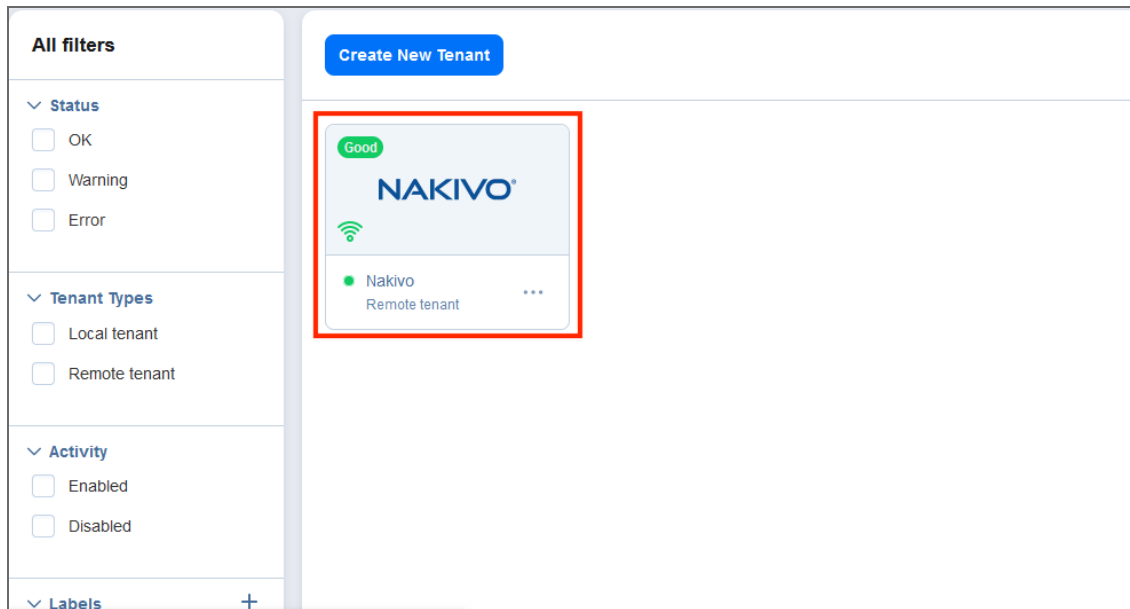 All filters
Status
OK
Warning
Error
Tenant Types
Local tenant
Remote tenant
Activity
Enabled
Disabled
Labels
Create New Tenant
Good
NAKIVO®
Nakivo
Remote tenant